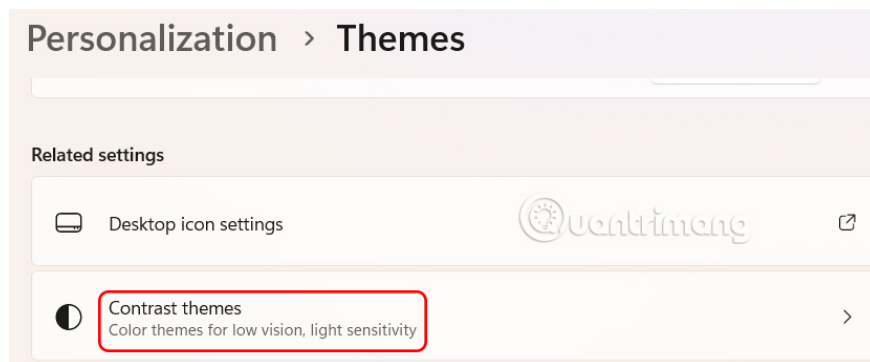 Personalization > Themes
Related settings
Desktop icon settings
Quantrimang
Contrast themes
Color themes for low vision, light sensitivity